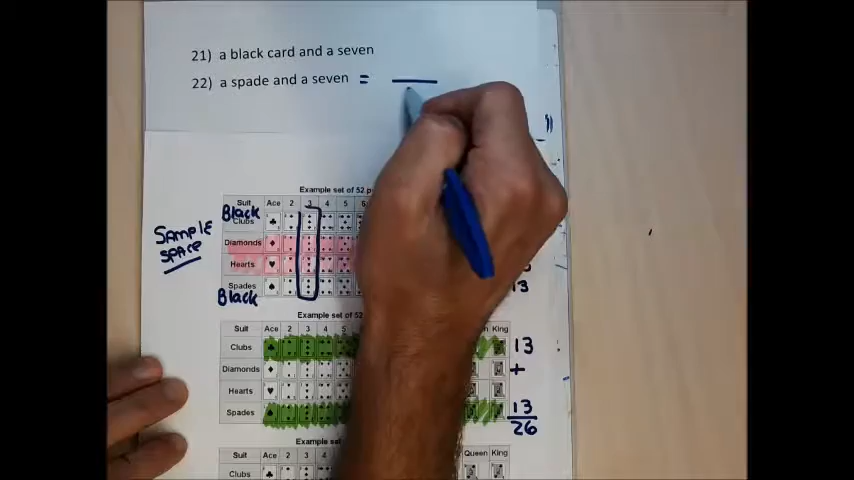 21) a black card and a seven
22) a spade and a seven =
Example set of 52
Suit Ace 2 3 4 5
Black
Clubs
SAMPLE
SPACE
Diamonds
Hearts
Spades
Black
13
Example set of 52
Suit Ace 2 3 4 5 King
Clubs 13
Diamonds +
Hearts
Spades 13
26
Example set of 52
Suit Ace 2 3 4 Queen King
Clubs